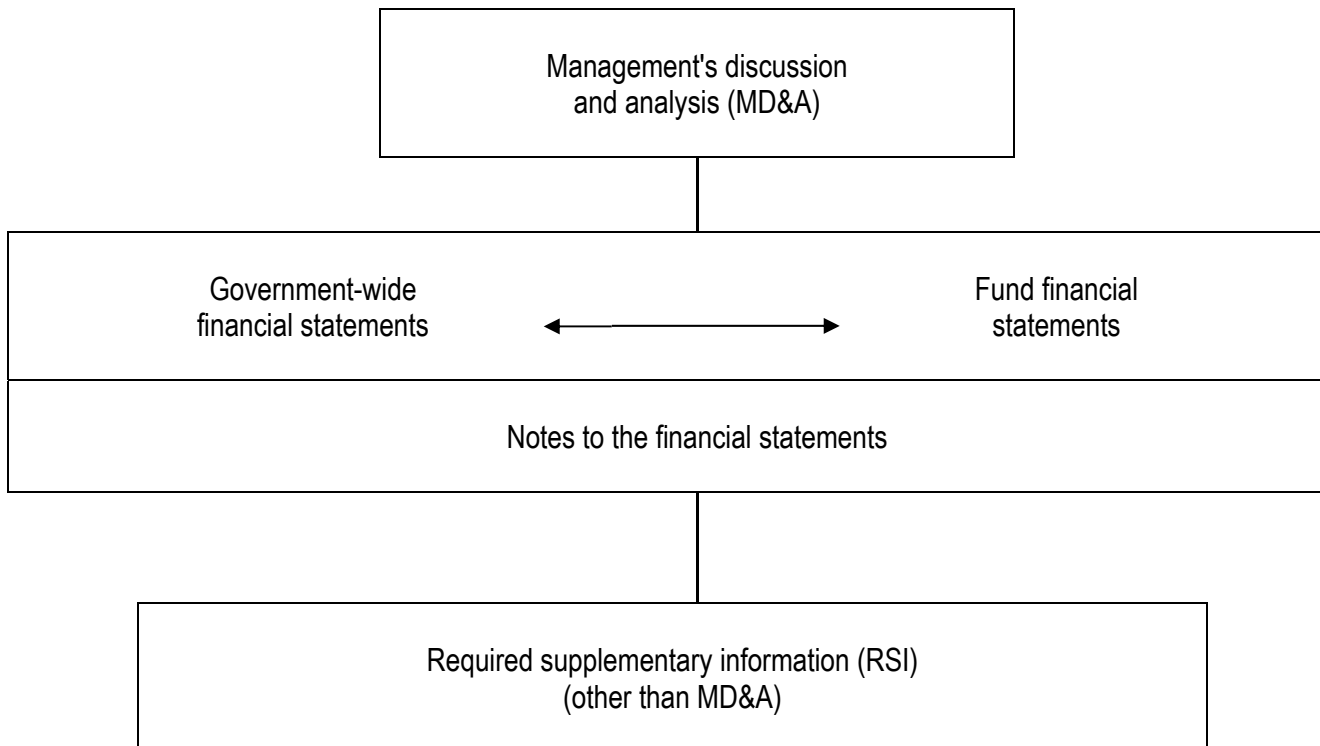 Management's discussion
and analysis (MD&A)
Government-wide
financial statements
Fund financial
statements
Notes to the financial statements
Required supplementary information (RSI)
(other than MD&A)